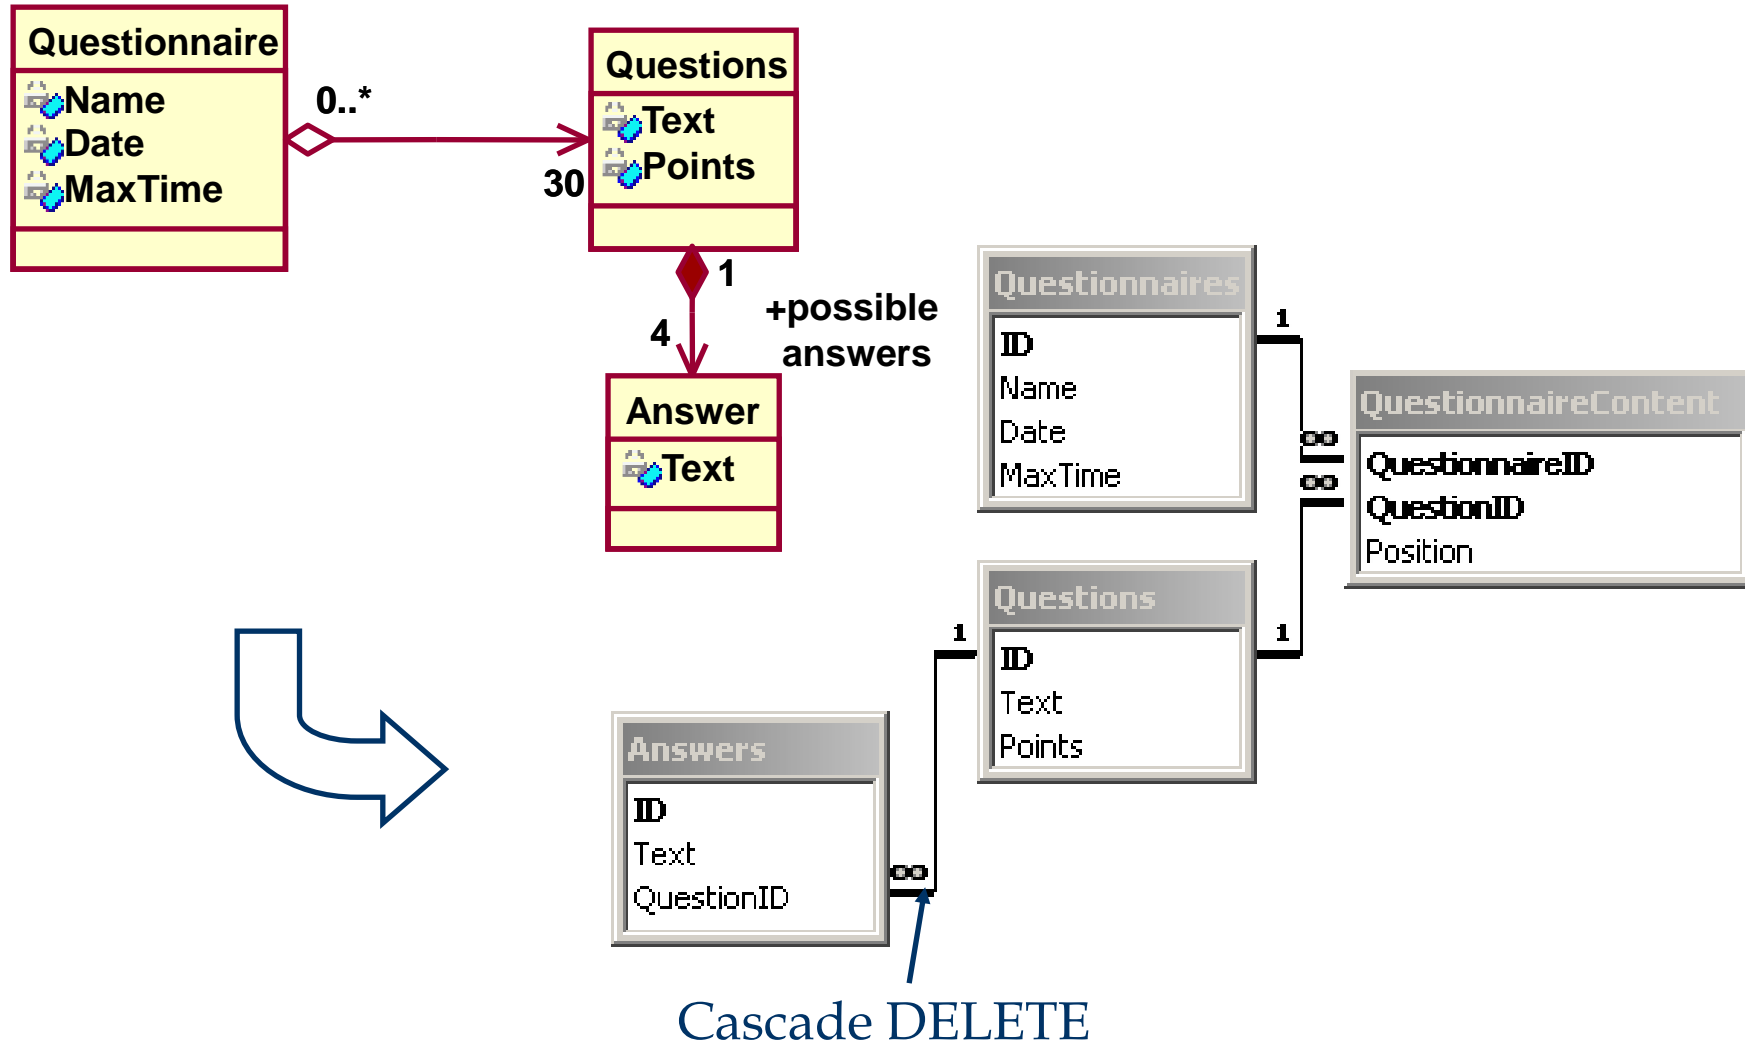 Questionnaire
Name
Date
MaxTime
0..*
30
Questions
Text
Points
1
4
+possible
answers
Answer
Text
Questionnaires
ID
Name
Date
MaxTime
1
∞
∞
QuestionnaireContent
QuestionnaireID
QuestionID
Position
Questions
ID
Text
Points
1
1
Answers
ID
Text
QuestionID
∞
Cascade DELETE